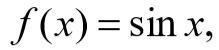 f(x) = sin x,